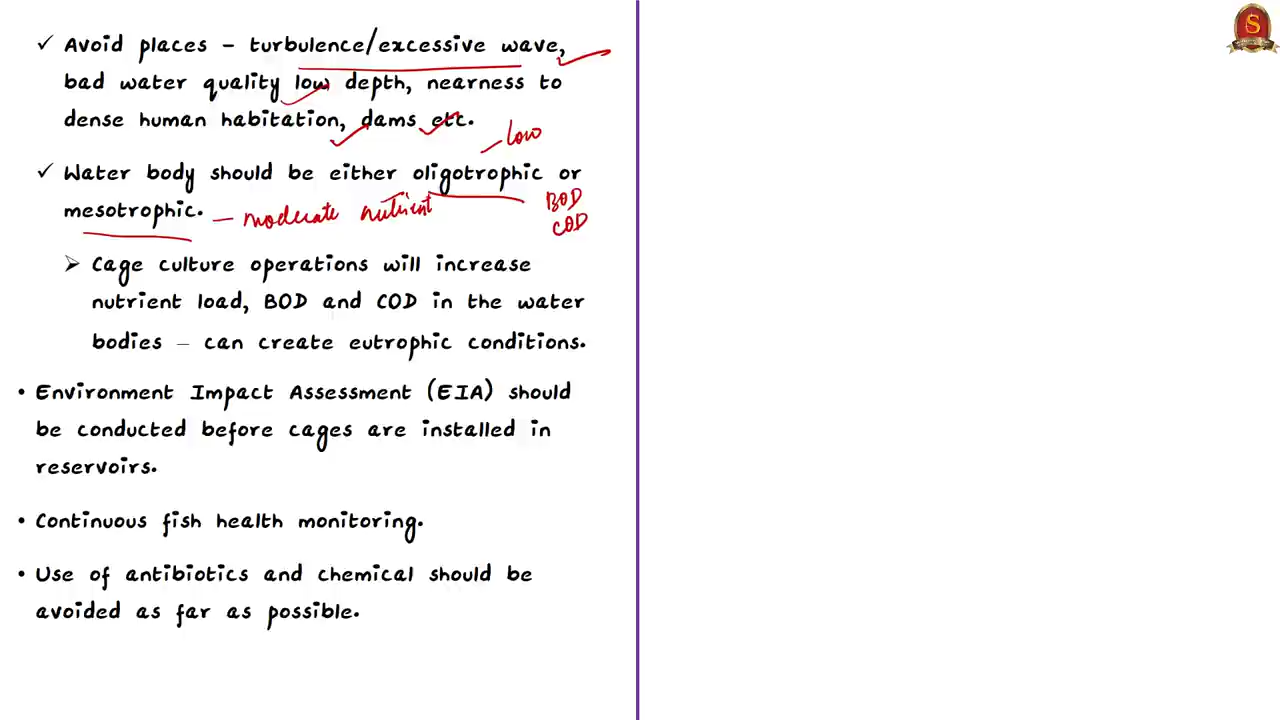 ✓ Avoid places – turbulence/excessive wave,
bad water quality low depth, nearness to
dense human habitation, dams etc.
low
✓ Water body should be either oligotrophic or
mesotrophic. – moderate nutrient
BOD
COD
➢ Cage culture operations will increase
nutrient load, BOD and COD in the water
bodies – can create eutrophic conditions.
• Environment Impact Assessment (EIA) should
be conducted before cages are installed in
reservoirs.
• Continuous fish health monitoring.
• Use of antibiotics and chemical should be
avoided as far as possible.
S